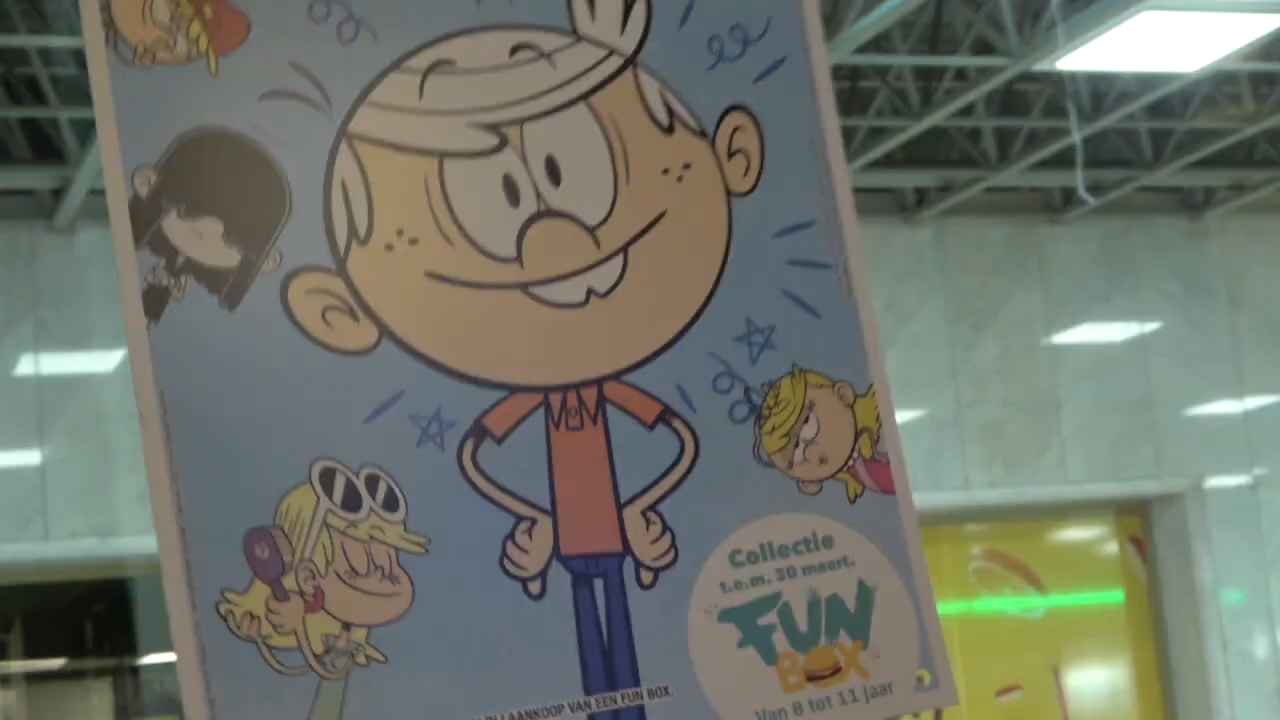 Collectie
t.e.m. 30 maart.
FUN
BOX
Van 8 tot 11 jaar
AANKOOP VAN EEN FUN BOX.